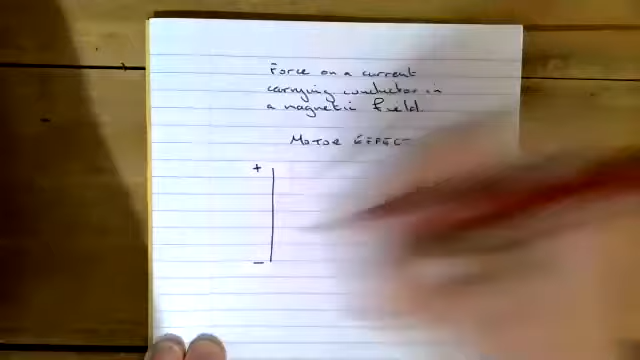 Force on a current
carrying conductor in
a magnetic field.
MOTOR EFFECT
+
−